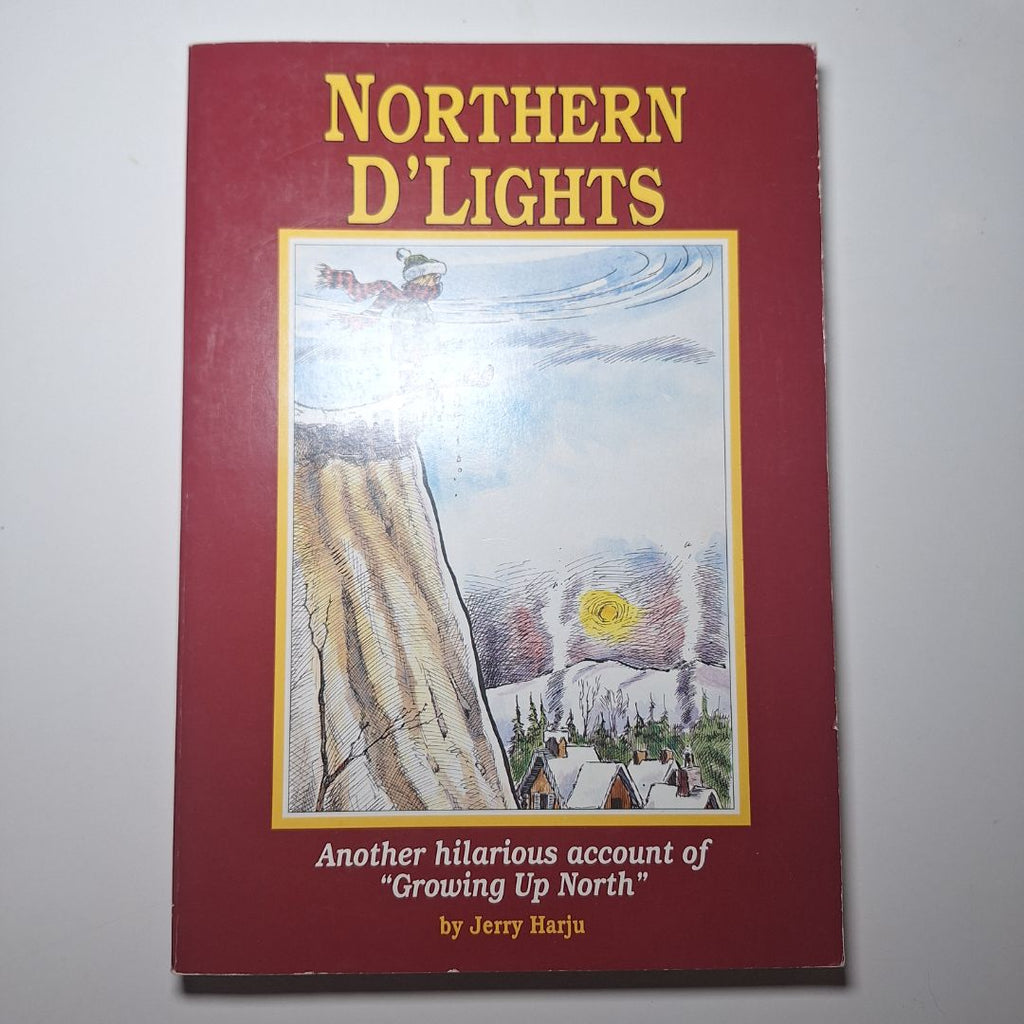 NORTHERN
D'LIGHTS
Another hilarious account of
"Growing Up North"
by Jerry Harju